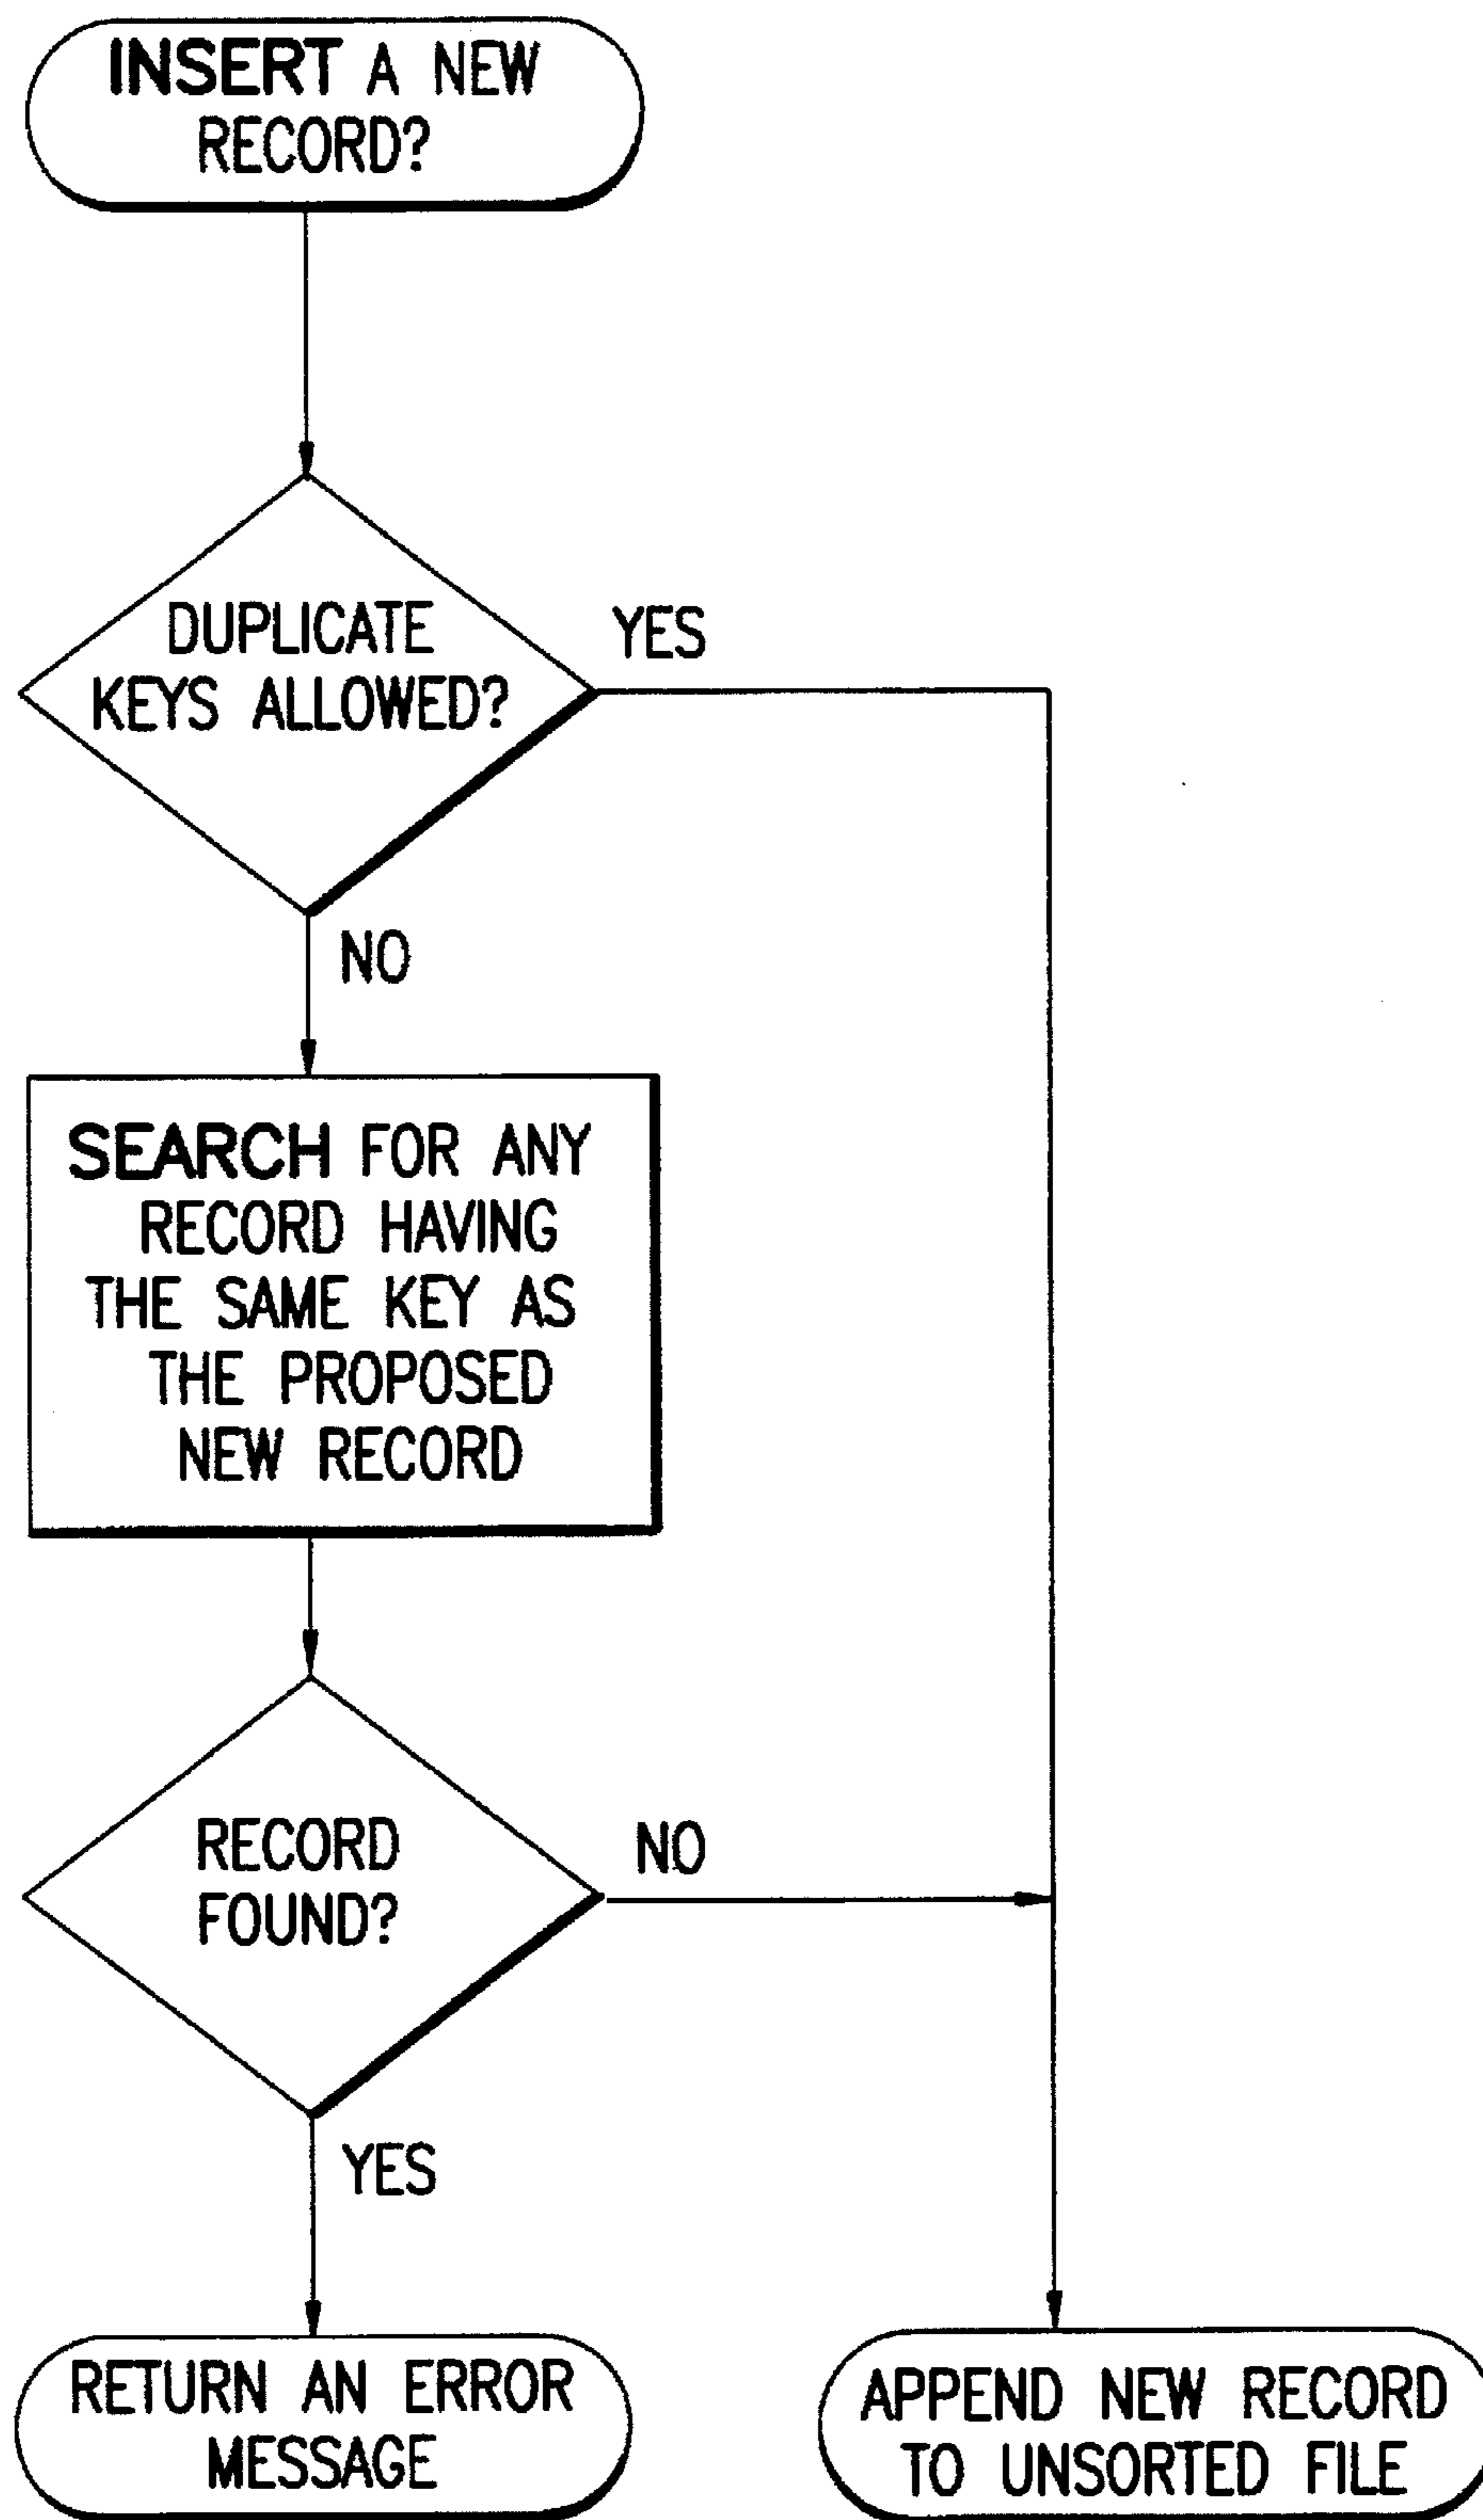 INSERT A NEW
RECORD?
DUPLICATE
KEYS ALLOWED?
YES
NO
SEARCH FOR ANY
RECORD HAVING
THE SAME KEY AS
THE PROPOSED
NEW RECORD
RECORD
FOUND?
NO
YES
RETURN AN ERROR
MESSAGE
APPEND NEW RECORD
TO UNSORTED FILE